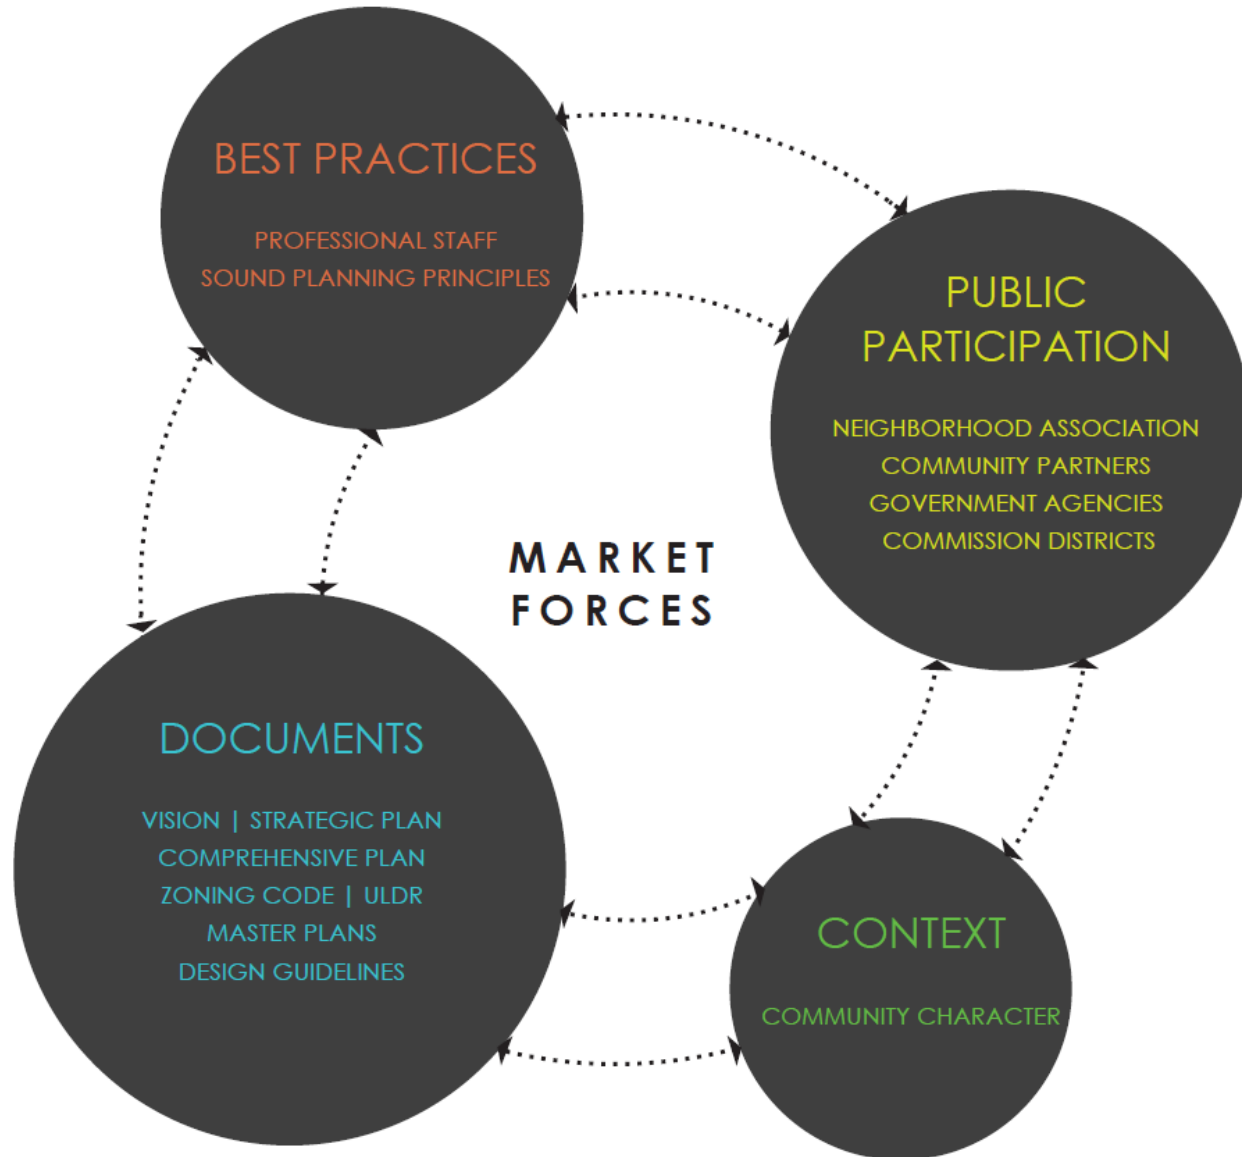 BEST PRACTICES
PROFESSIONAL STAFF
SOUND PLANNING PRINCIPLES
PUBLIC
PARTICIPATION
NEIGHBORHOOD ASSOCIATION
COMMUNITY PARTNERS
GOVERNMENT AGENCIES
COMMISSION DISTRICTS
MARKET
FORCES
DOCUMENTS
VISION | STRATEGIC PLAN
COMPREHENSIVE PLAN
ZONING CODE | ULDR
MASTER PLANS
DESIGN GUIDELINES
CONTEXT
COMMUNITY CHARACTER